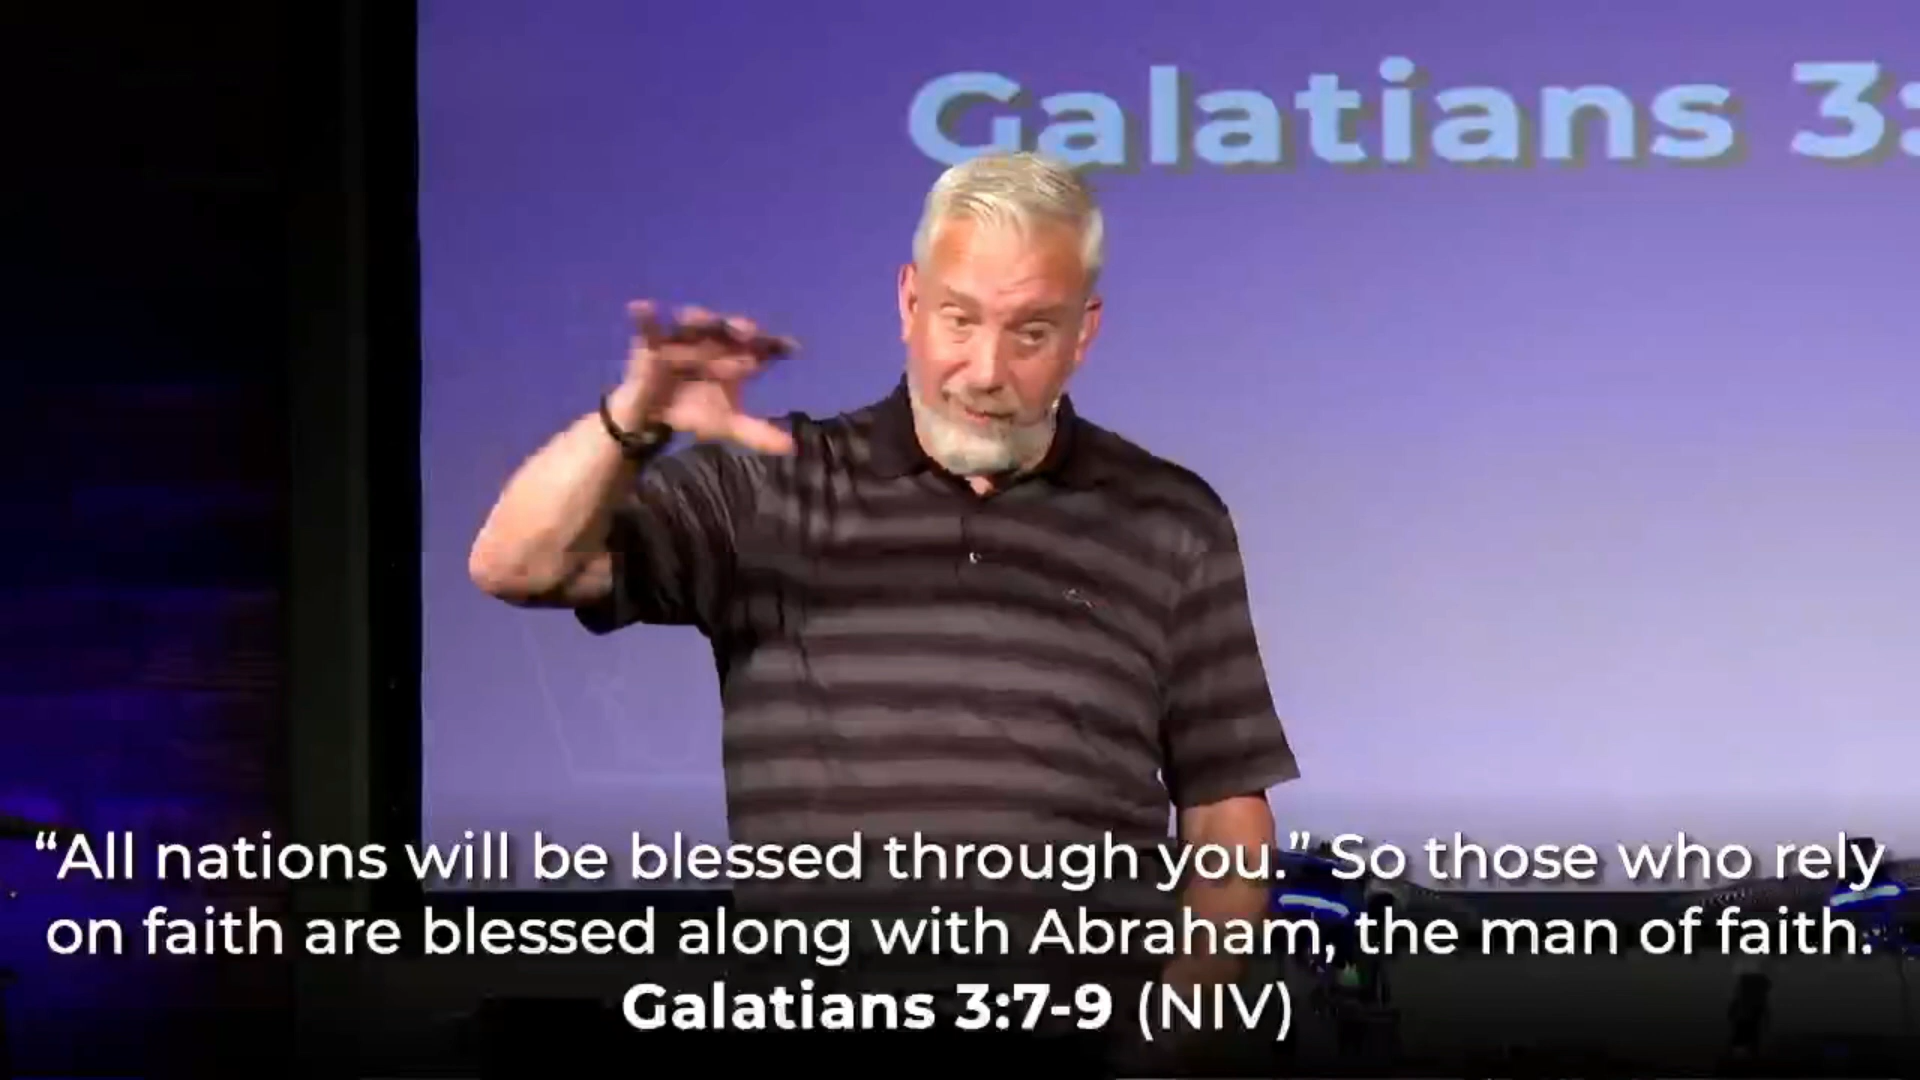 Galatians 3:
“All nations will be blessed through you.” So those who rely
on faith are blessed along with Abraham, the man of faith.
Galatians 3:7-9 (NIV)